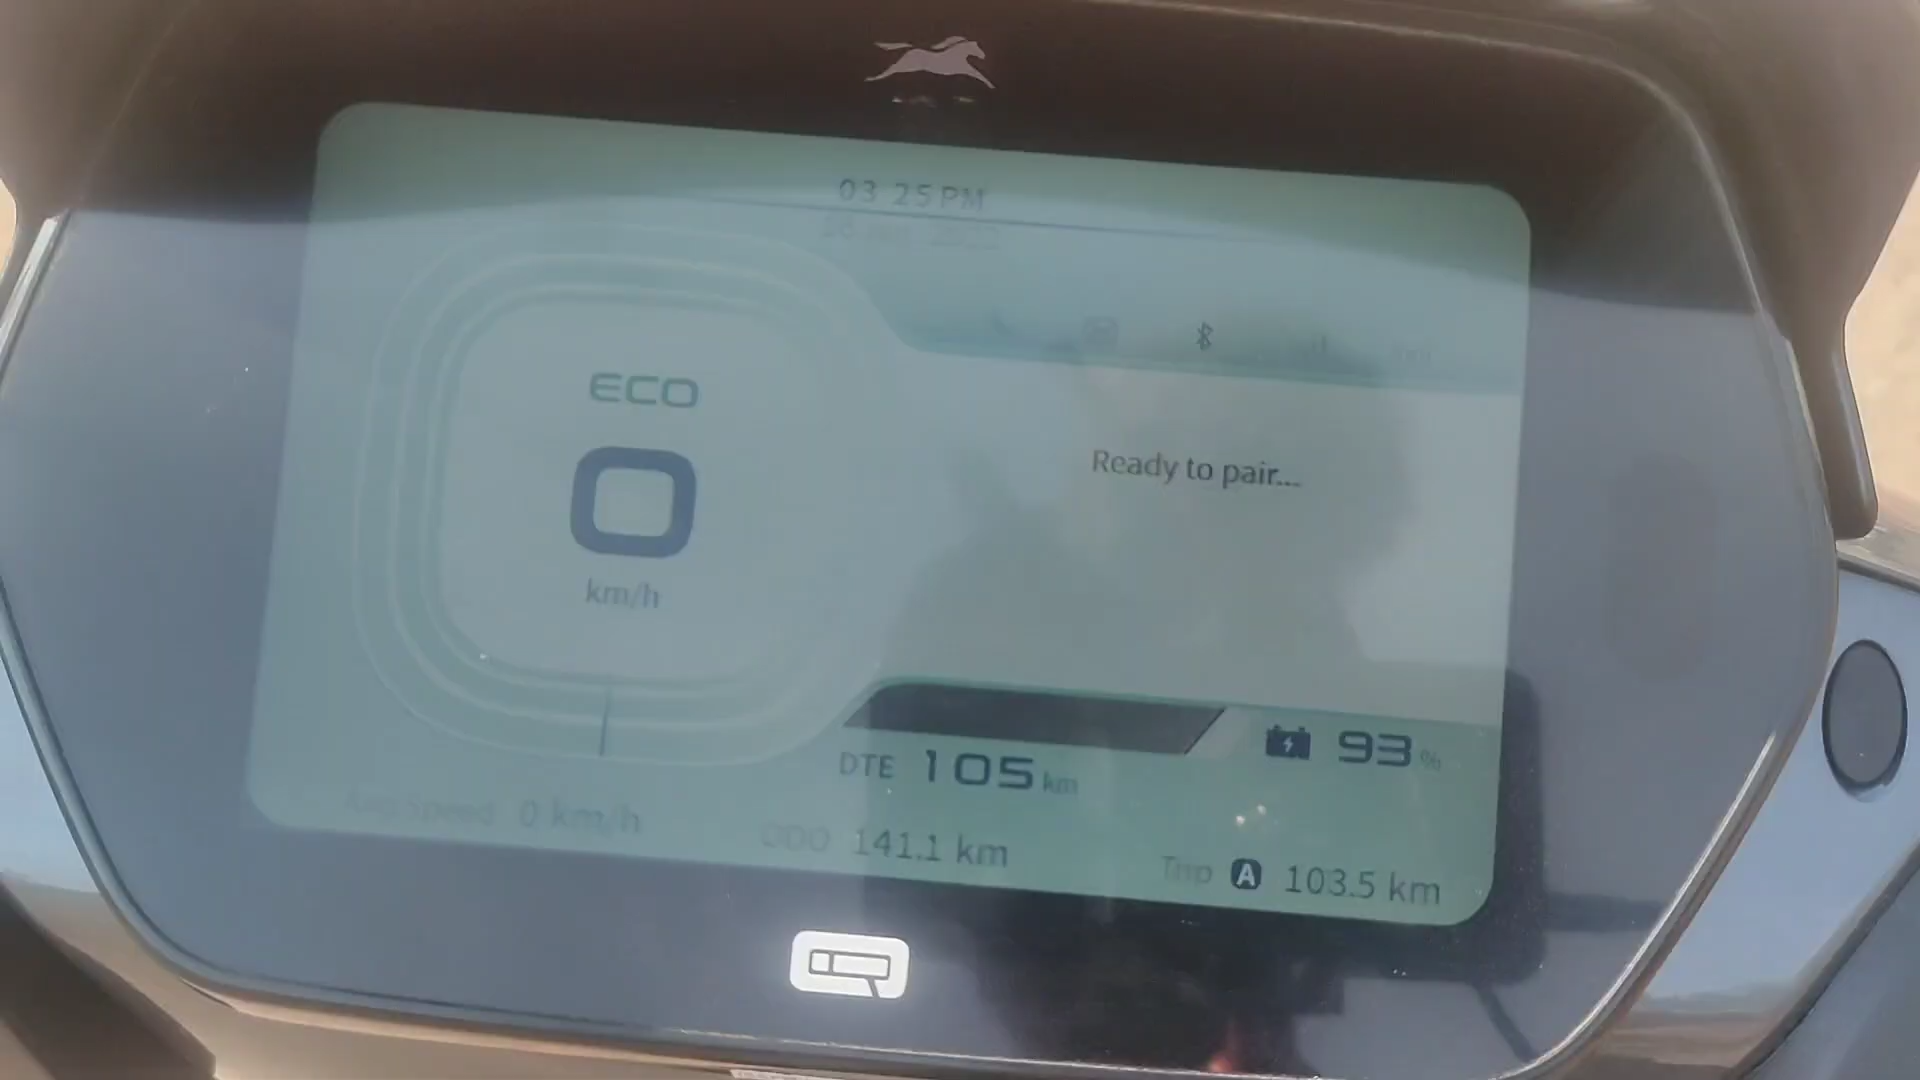 03 25 PM
ECO
0
km/h
Ready to pair...
93 %
DTE 105 km
Avg Speed 0 km/h
ODO 141.1 km
Trip A 103.5 km